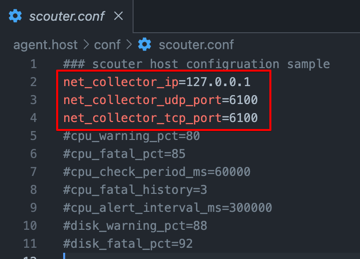 scouter.conf ×
agent.host > conf > scouter.conf
1 ### scouter host configruation sample
2 net_collector_ip=127.0.0.1
3 net_collector_udp_port=6100
4 net_collector_tcp_port=6100
5 #cpu_warning_pct=80
6 #cpu_fatal_pct=85
7 #cpu_check_period_ms=60000
8 #cpu_fatal_history=3
9 #cpu_alert_interval_ms=300000
10 #disk_warning_pct=88
11 #disk_fatal_pct=92
12